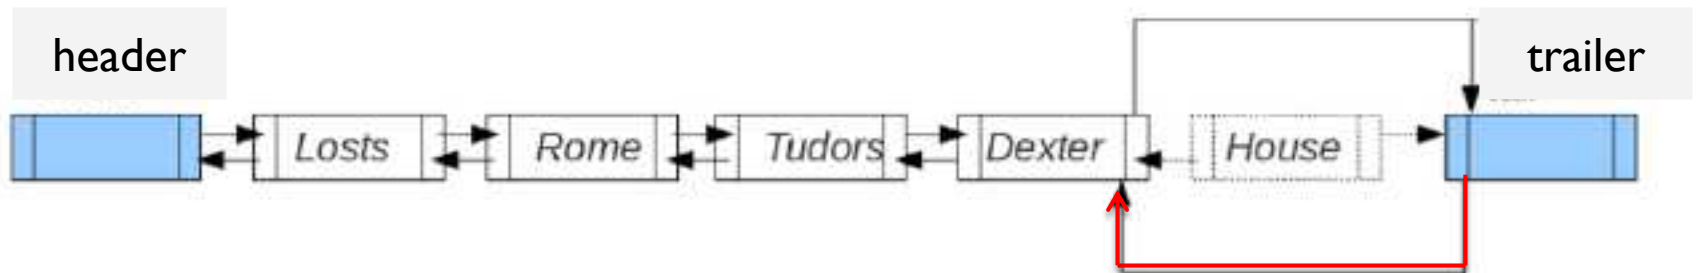 header
trailer
Losts
Rome
Tudors
Dexter
House